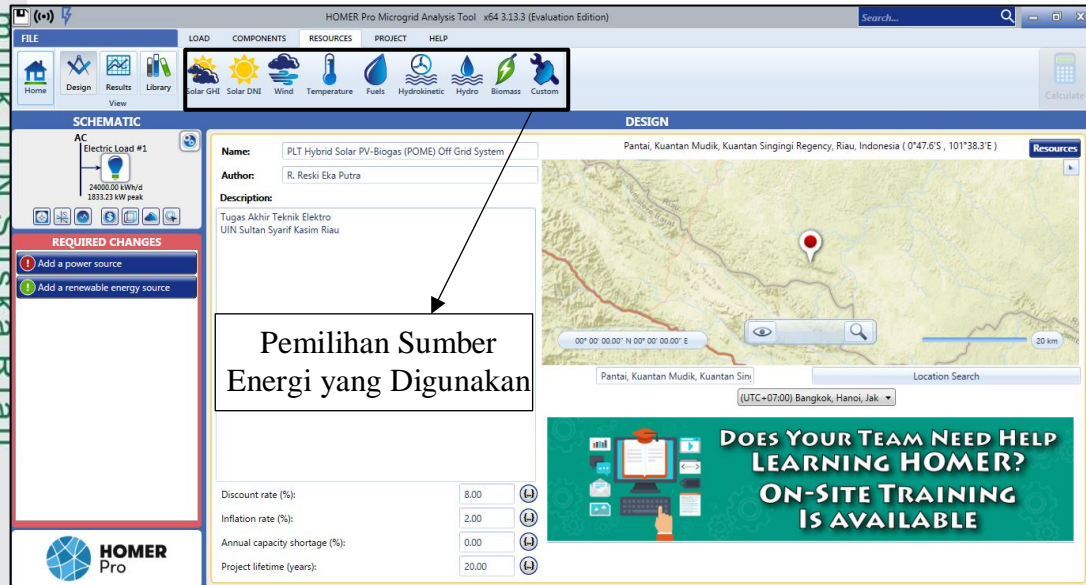 HOMER Pro Microgrid Analysis Tool x64 3.13.3 (Evaluation Edition)
Search...
FILE
LOAD COMPONENTS RESOURCES PROJECT HELP
Home Design Results Library
View
Solar GHI Solar DNI Wind Temperature Fuels Hydrokinetic Hydro Biomass Custom
Calculate
SCHEMATIC
AC
Electric Load #1
24000.00 kWh/d
1833.23 kW peak
REQUIRED CHANGES
Add a power source
Add a renewable energy source
HOMER
Pro
DESIGN
Name: PLT Hybrid Solar PV-Biogas (POME) Off Grid System
Author: R. Reski Eka Putra
Description:
Tugas Akhir Teknik Elektro
UIN Sultan Syarif Kasim Riau
Pemilihan Sumber
Energi yang Digunakan
Discount rate (%): 8.00 {..}
Inflation rate (%): 2.00 {..}
Annual capacity shortage (%): 0.00 {..}
Project lifetime (years): 20.00 {..}
Pantai, Kuantan Mudik, Kuantan Singingi Regency, Riau, Indonesia ( 0°47.6'S , 101°38.3'E )
Resources
00° 00' 00.00" N 00° 00' 00.00" E
20 km
Pantai, Kuantan Mudik, Kuantan Sin
Location Search
(UTC+07:00) Bangkok, Hanoi, Jak
DOES YOUR TEAM NEED HELP
LEARNING HOMER?
ON-SITE TRAINING
IS AVAILABLE